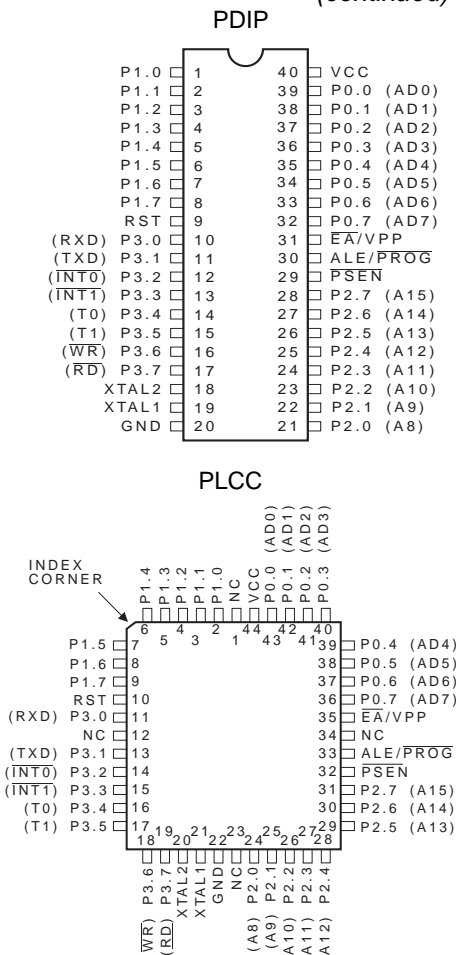 (continued)
PDIP
P1.0 1 40 VCC
P1.1 2 39 P0.0 (AD0)
P1.2 3 38 P0.1 (AD1)
P1.3 4 37 P0.2 (AD2)
P1.4 5 36 P0.3 (AD3)
P1.5 6 35 P0.4 (AD4)
P1.6 7 34 P0.5 (AD5)
P1.7 8 33 P0.6 (AD6)
RST 9 32 P0.7 (AD7)
(RXD) P3.0 10 31 E̅A̅/VPP
(TXD) P3.1 11 30 ALE/P̅R̅O̅G̅
(I̅N̅T̅0̅) P3.2 12 29 P̅S̅E̅N̅
(I̅N̅T̅1̅) P3.3 13 28 P2.7 (A15)
(T0) P3.4 14 27 P2.6 (A14)
(T1) P3.5 15 26 P2.5 (A13)
(W̅R̅) P3.6 16 25 P2.4 (A12)
(R̅D̅) P3.7 17 24 P2.3 (A11)
XTAL2 18 23 P2.2 (A10)
XTAL1 19 22 P2.1 (A9)
GND 20 21 P2.0 (A8)
PLCC
INDEX
CORNER
P1.4
P1.3
P1.2
P1.1
P1.0
NC
VCC
P0.0 (AD0)
P0.1 (AD1)
P0.2 (AD2)
P0.3 (AD3)
6 5 4 3 2 1 44 43 42 41 40
P1.5 7 39 P0.4 (AD4)
P1.6 8 38 P0.5 (AD5)
P1.7 9 37 P0.6 (AD6)
RST 10 36 P0.7 (AD7)
(RXD) P3.0 11 35 E̅A̅/VPP
NC 12 34 NC
(TXD) P3.1 13 33 ALE/P̅R̅O̅G̅
(I̅N̅T̅0̅) P3.2 14 32 P̅S̅E̅N̅
(I̅N̅T̅1̅) P3.3 15 31 P2.7 (A15)
(T0) P3.4 16 30 P2.6 (A14)
(T1) P3.5 17 29 P2.5 (A13)
18 19 20 21 22 23 24 25 26 27 28
W̅R̅) P3.6
(R̅D̅) P3.7
XTAL2
XTAL1
GND
NC
(A8) P2.0
(A9) P2.1
A10) P2.2
A11) P2.3
A12) P2.4